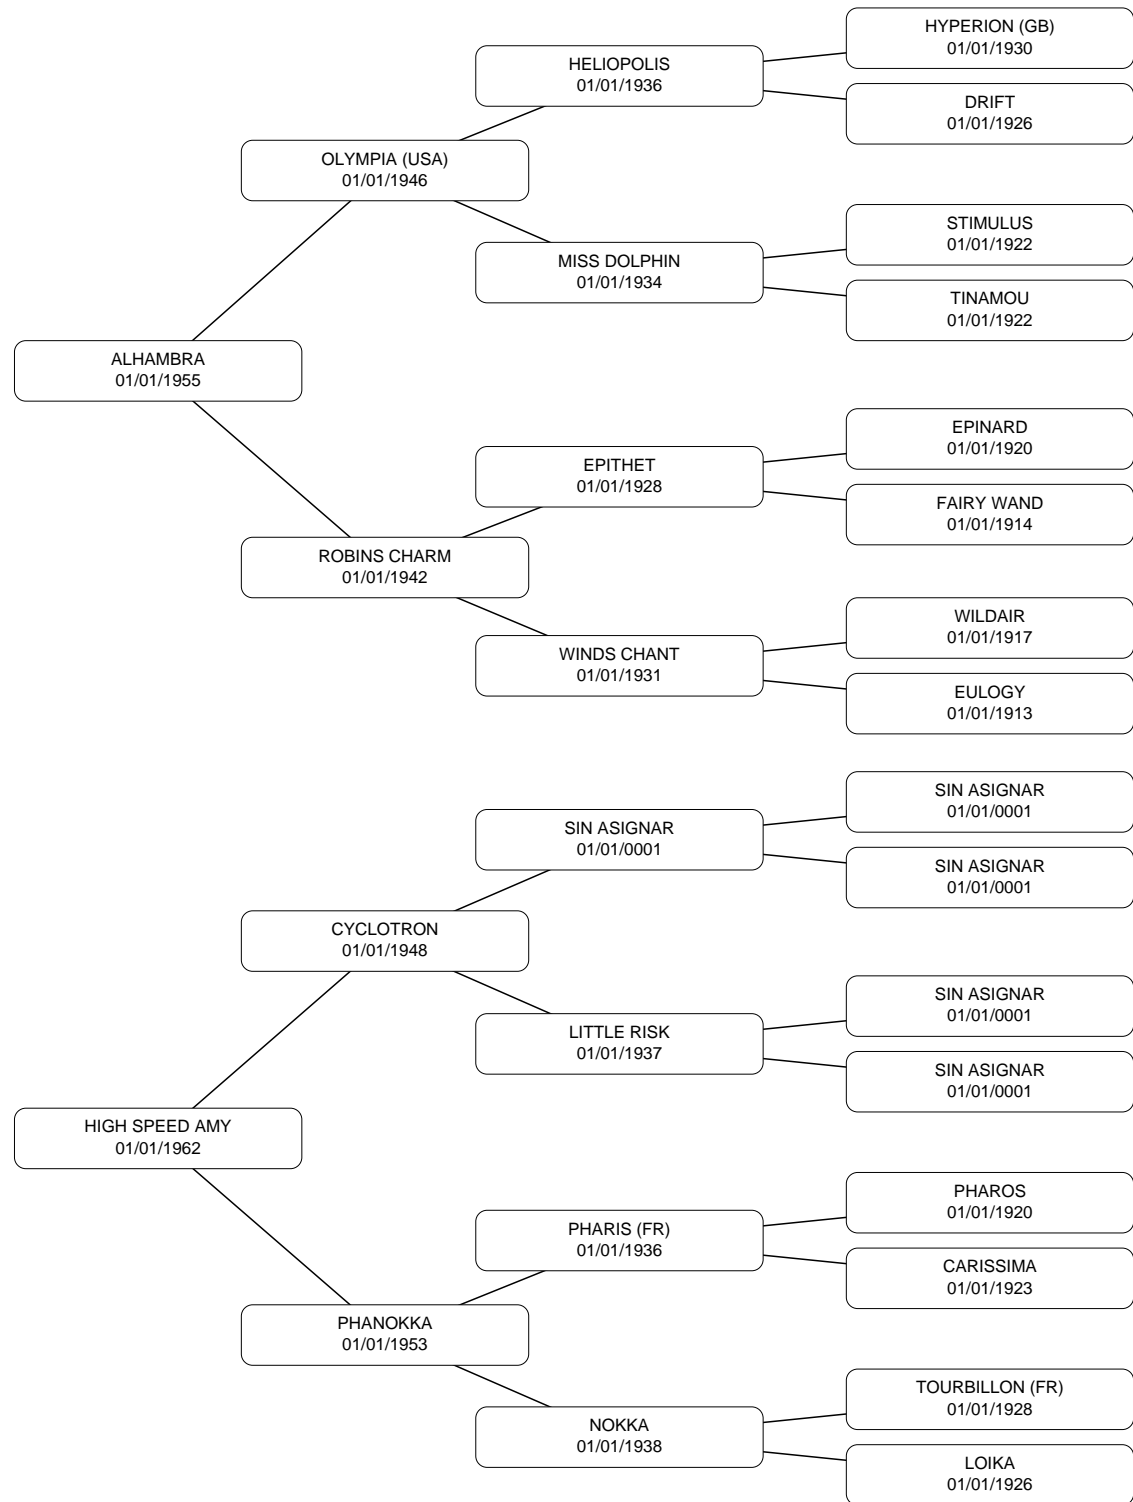 HYPERION (GB)
01/01/1930
HELIOPOLIS
01/01/1936
DRIFT
01/01/1926
OLYMPIA (USA)
01/01/1946
STIMULUS
01/01/1922
MISS DOLPHIN
01/01/1934
TINAMOU
01/01/1922
ALHAMBRA
01/01/1955
EPINARD
01/01/1920
EPITHET
01/01/1928
FAIRY WAND
01/01/1914
ROBINS CHARM
01/01/1942
WILDAIR
01/01/1917
WINDS CHANT
01/01/1931
EULOGY
01/01/1913
SIN ASIGNAR
01/01/0001
SIN ASIGNAR
01/01/0001
SIN ASIGNAR
01/01/0001
CYCLOTRON
01/01/1948
SIN ASIGNAR
01/01/0001
LITTLE RISK
01/01/1937
SIN ASIGNAR
01/01/0001
HIGH SPEED AMY
01/01/1962
PHAROS
01/01/1920
PHARIS (FR)
01/01/1936
CARISSIMA
01/01/1923
PHANOKKA
01/01/1953
TOURBILLON (FR)
01/01/1928
NOKKA
01/01/1938
LOIKA
01/01/1926